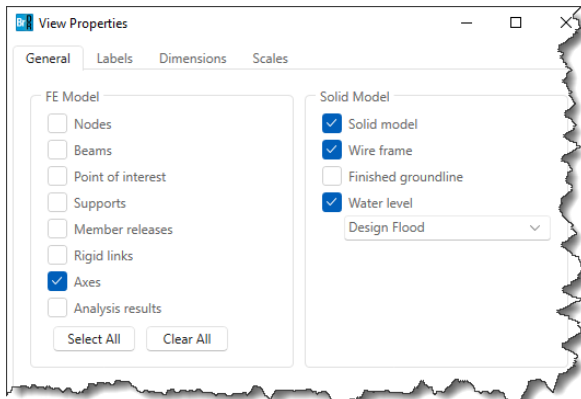 Br
View Properties
General Labels Dimensions Scales
FE Model
Nodes
Beams
Point of interest
Supports
Member releases
Rigid links
Axes
Analysis results
Select All Clear All
Solid Model
Solid model
Wire frame
Finished groundline
Water level
Design Flood